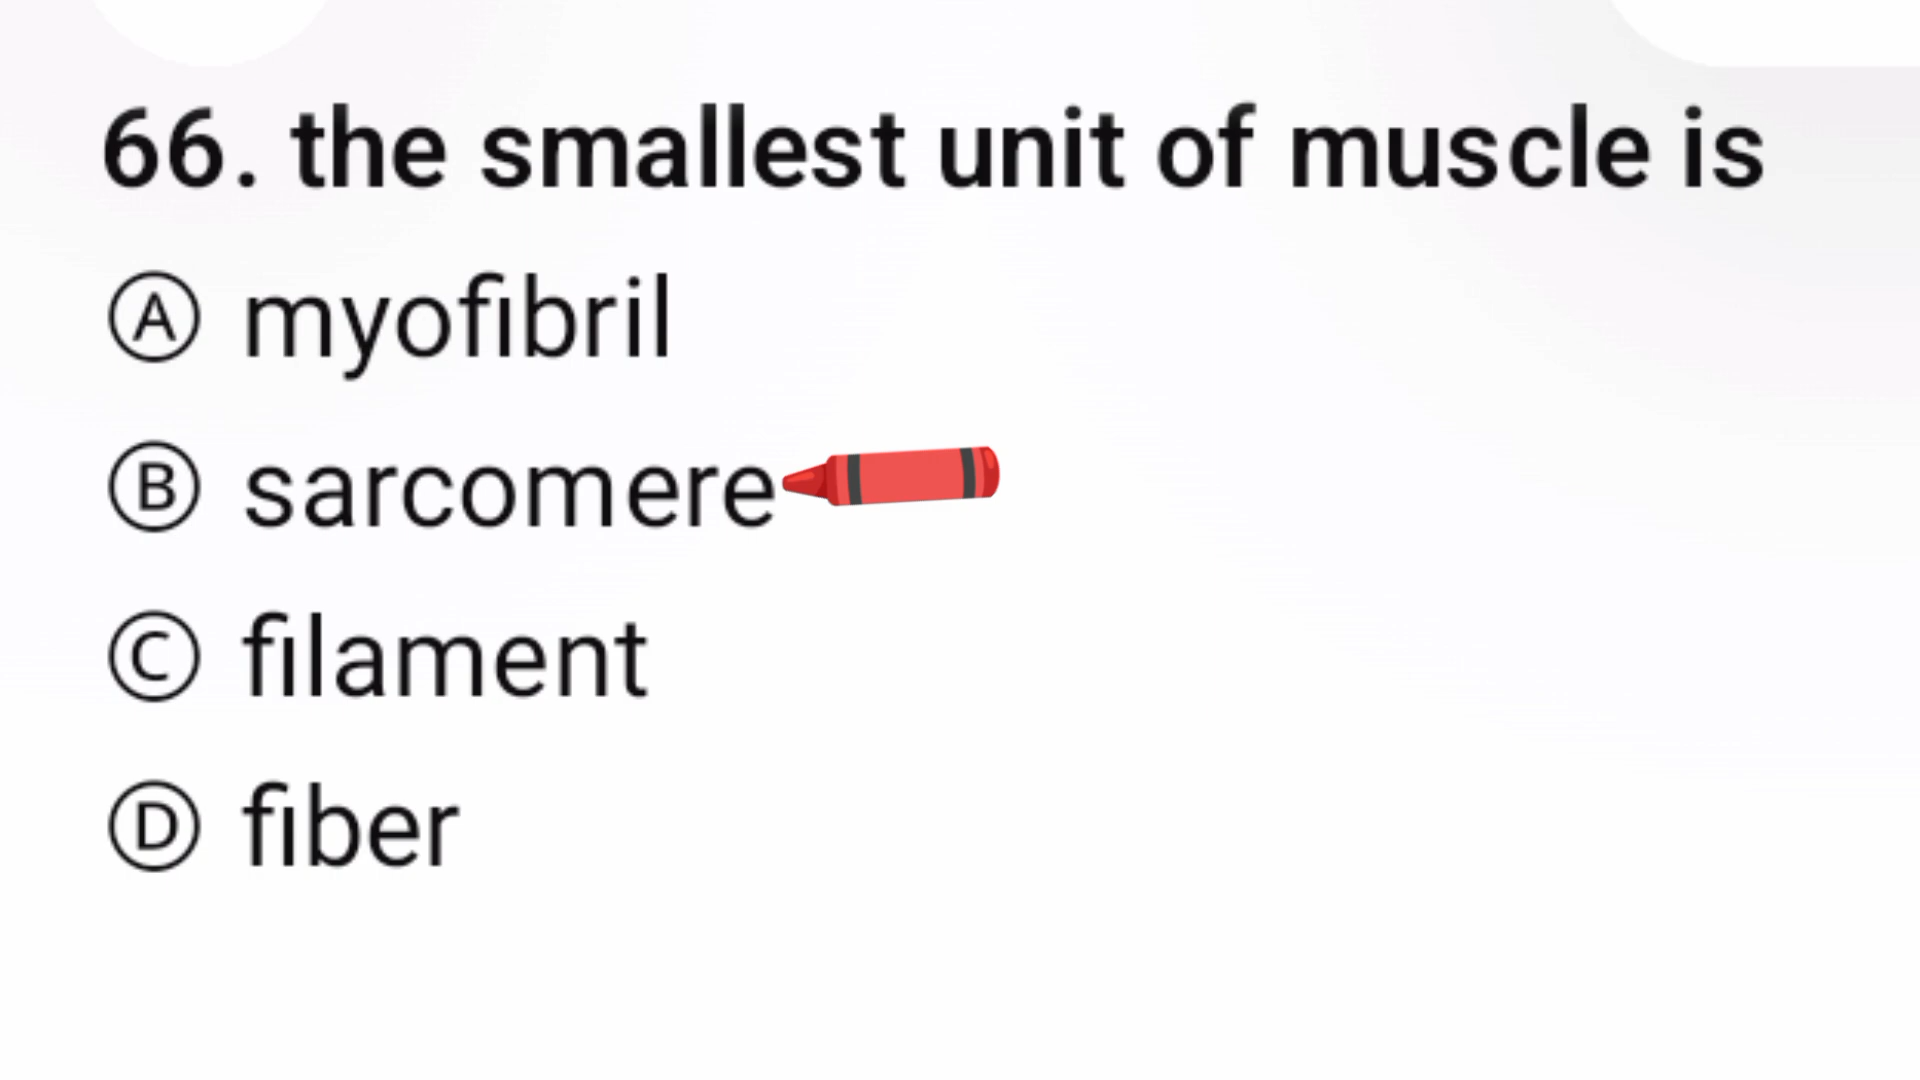 66. the smallest unit of muscle is
Ⓐ myofibril
Ⓑ sarcomere
Ⓒ filament
Ⓓ fiber